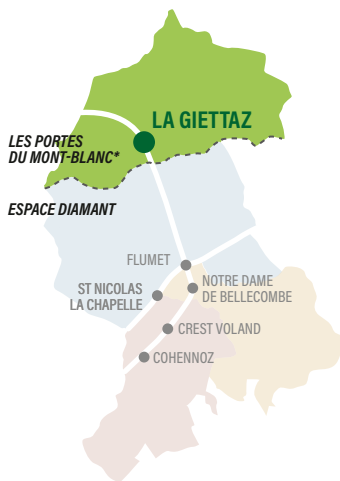 LA GIETTAZ
LES PORTES
DU MONT-BLANC*
ESPACE DIAMANT
FLUMET
ST NICOLAS
LA CHAPELLE
NOTRE DAME
DE BELLECOMBE
CREST VOLAND
COHENNOZ